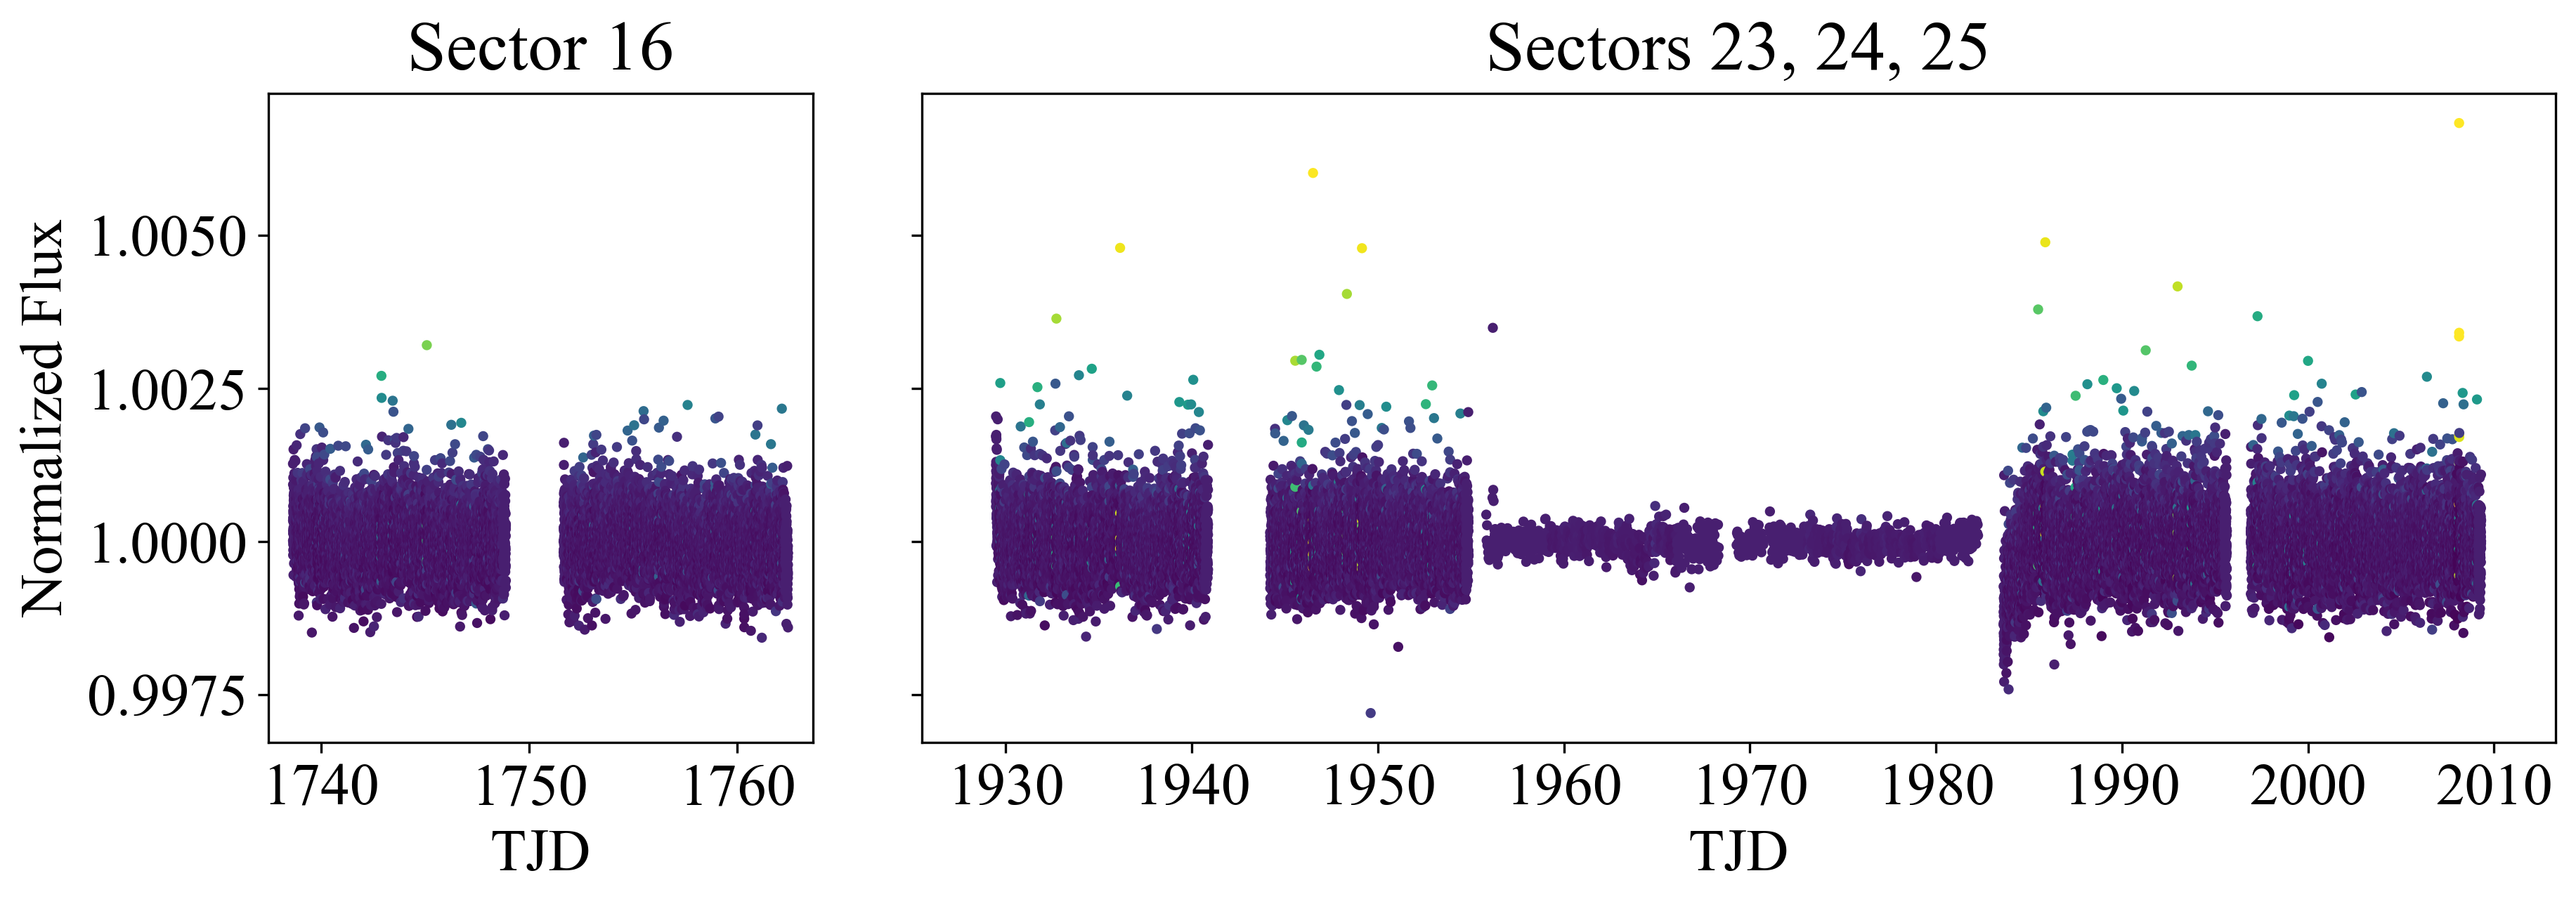 Sector 16
Sectors 23, 24, 25
Normalized Flux
1.0050
1.0025
1.0000
0.9975
1740 1750 1760
1930 1940 1950 1960 1970 1980 1990 2000 2010
TJD
TJD